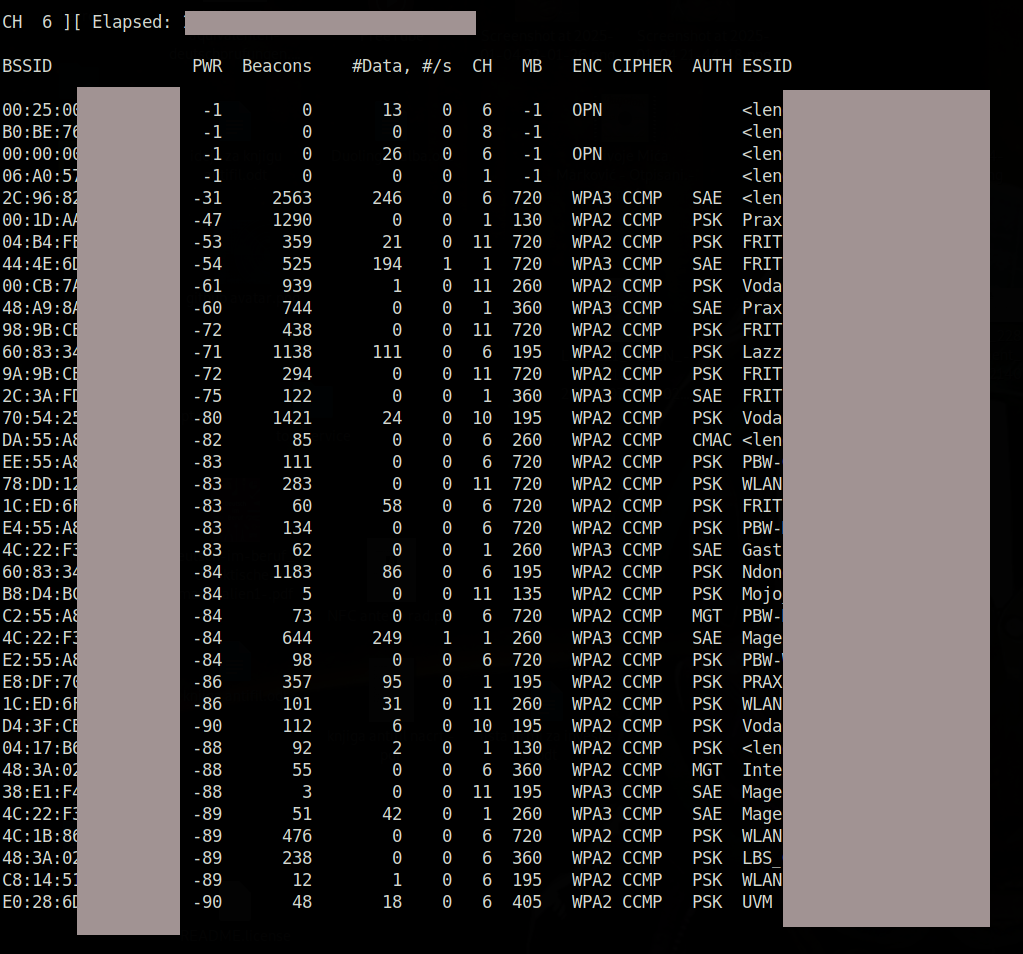 CH 6 ][ Elapsed:
BSSID PWR Beacons #Data, #/s CH MB ENC CIPHER AUTH ESSID
00:25:00 -1 0 13 0 6 -1 OPN <len
B0:BE:76 -1 0 0 0 8 -1 <len
00:00:00 -1 0 26 0 6 -1 OPN <len
06:A0:57 -1 0 0 0 1 -1 <len
2C:96:82 -31 2563 246 0 6 720 WPA3 CCMP SAE <len
00:1D:AA -47 1290 0 0 1 130 WPA2 CCMP PSK Prax
04:B4:FE -53 359 21 0 11 720 WPA2 CCMP PSK FRIT
44:4E:6D -54 525 194 1 1 720 WPA3 CCMP SAE FRIT
00:CB:7A -61 939 1 0 11 260 WPA2 CCMP PSK Voda
48:A9:8A -60 744 0 0 1 360 WPA3 CCMP SAE Prax
98:9B:CB -72 438 0 0 11 720 WPA2 CCMP PSK FRIT
60:83:34 -71 1138 111 0 6 195 WPA2 CCMP PSK Lazz
9A:9B:CB -72 294 0 0 11 720 WPA2 CCMP PSK FRIT
2C:3A:FD -75 122 0 0 1 360 WPA3 CCMP SAE FRIT
70:54:25 -80 1421 24 0 10 195 WPA2 CCMP PSK Voda
DA:55:A8 -82 85 0 0 6 260 WPA2 CCMP CMAC <len
EE:55:A8 -83 111 0 0 6 720 WPA2 CCMP PSK PBW-
78:DD:12 -83 283 0 0 11 720 WPA2 CCMP PSK WLAN
1C:ED:6F -83 60 58 0 6 720 WPA2 CCMP PSK FRIT
E4:55:A8 -83 134 0 0 6 720 WPA2 CCMP PSK PBW-
4C:22:F3 -83 62 0 0 1 260 WPA3 CCMP SAE Gast
60:83:34 -84 1183 86 0 6 195 WPA2 CCMP PSK Ndon
B8:D4:BC -84 5 0 0 11 135 WPA2 CCMP PSK Mojo
C2:55:A8 -84 73 0 0 6 720 WPA2 CCMP MGT PBW-
4C:22:F3 -84 644 249 1 1 260 WPA3 CCMP SAE Mage
E2:55:A8 -84 98 0 0 6 720 WPA2 CCMP PSK PBW-
E8:DF:70 -86 357 95 0 1 195 WPA2 CCMP PSK PRAX
1C:ED:6F -86 101 31 0 11 260 WPA2 CCMP PSK WLAN
D4:3F:CB -90 112 6 0 10 195 WPA2 CCMP PSK Voda
04:17:B6 -88 92 2 0 1 130 WPA2 CCMP PSK <len
48:3A:02 -88 55 0 0 6 360 WPA2 CCMP MGT Inte
38:E1:F4 -88 3 0 0 11 195 WPA3 CCMP SAE Mage
4C:22:F3 -89 51 42 0 1 260 WPA3 CCMP SAE Mage
4C:1B:86 -89 476 0 0 6 720 WPA2 CCMP PSK WLAN
48:3A:02 -89 238 0 0 6 360 WPA2 CCMP PSK LBS_
C8:14:51 -89 12 1 0 6 195 WPA2 CCMP PSK WLAN
E0:28:6D -90 48 18 0 6 405 WPA2 CCMP PSK UVM